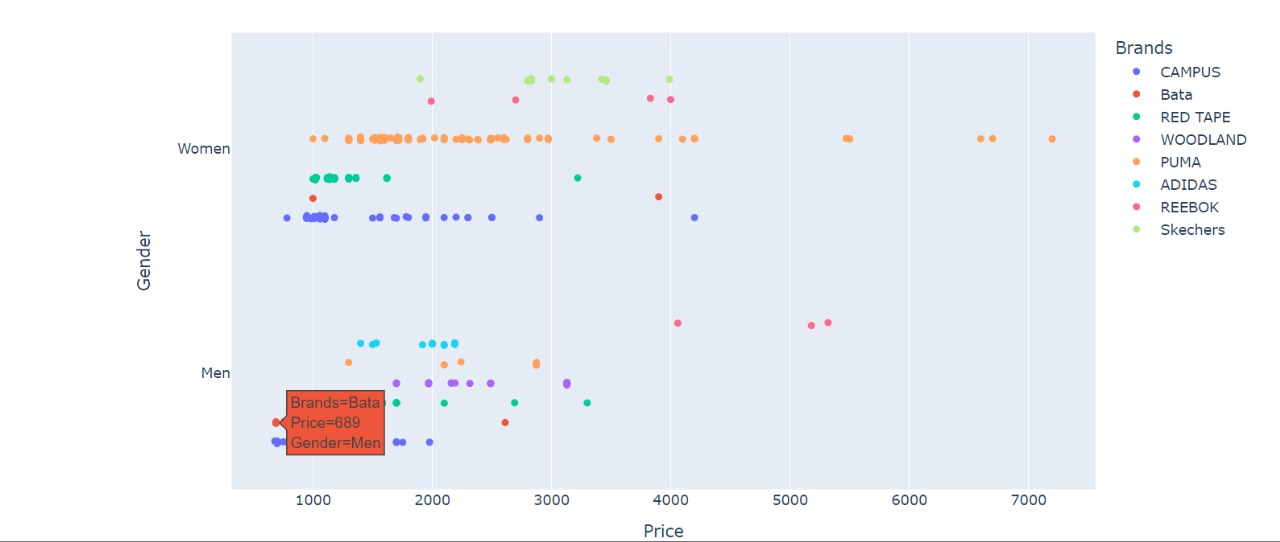 Brands
CAMPUS
Bata
RED TAPE
WOODLAND
PUMA
ADIDAS
REEBOK
Skechers
Gender
Women
Men
Brands=Bata
Price=689
Gender=Men
1000 2000 3000 4000 5000 6000 7000
Price